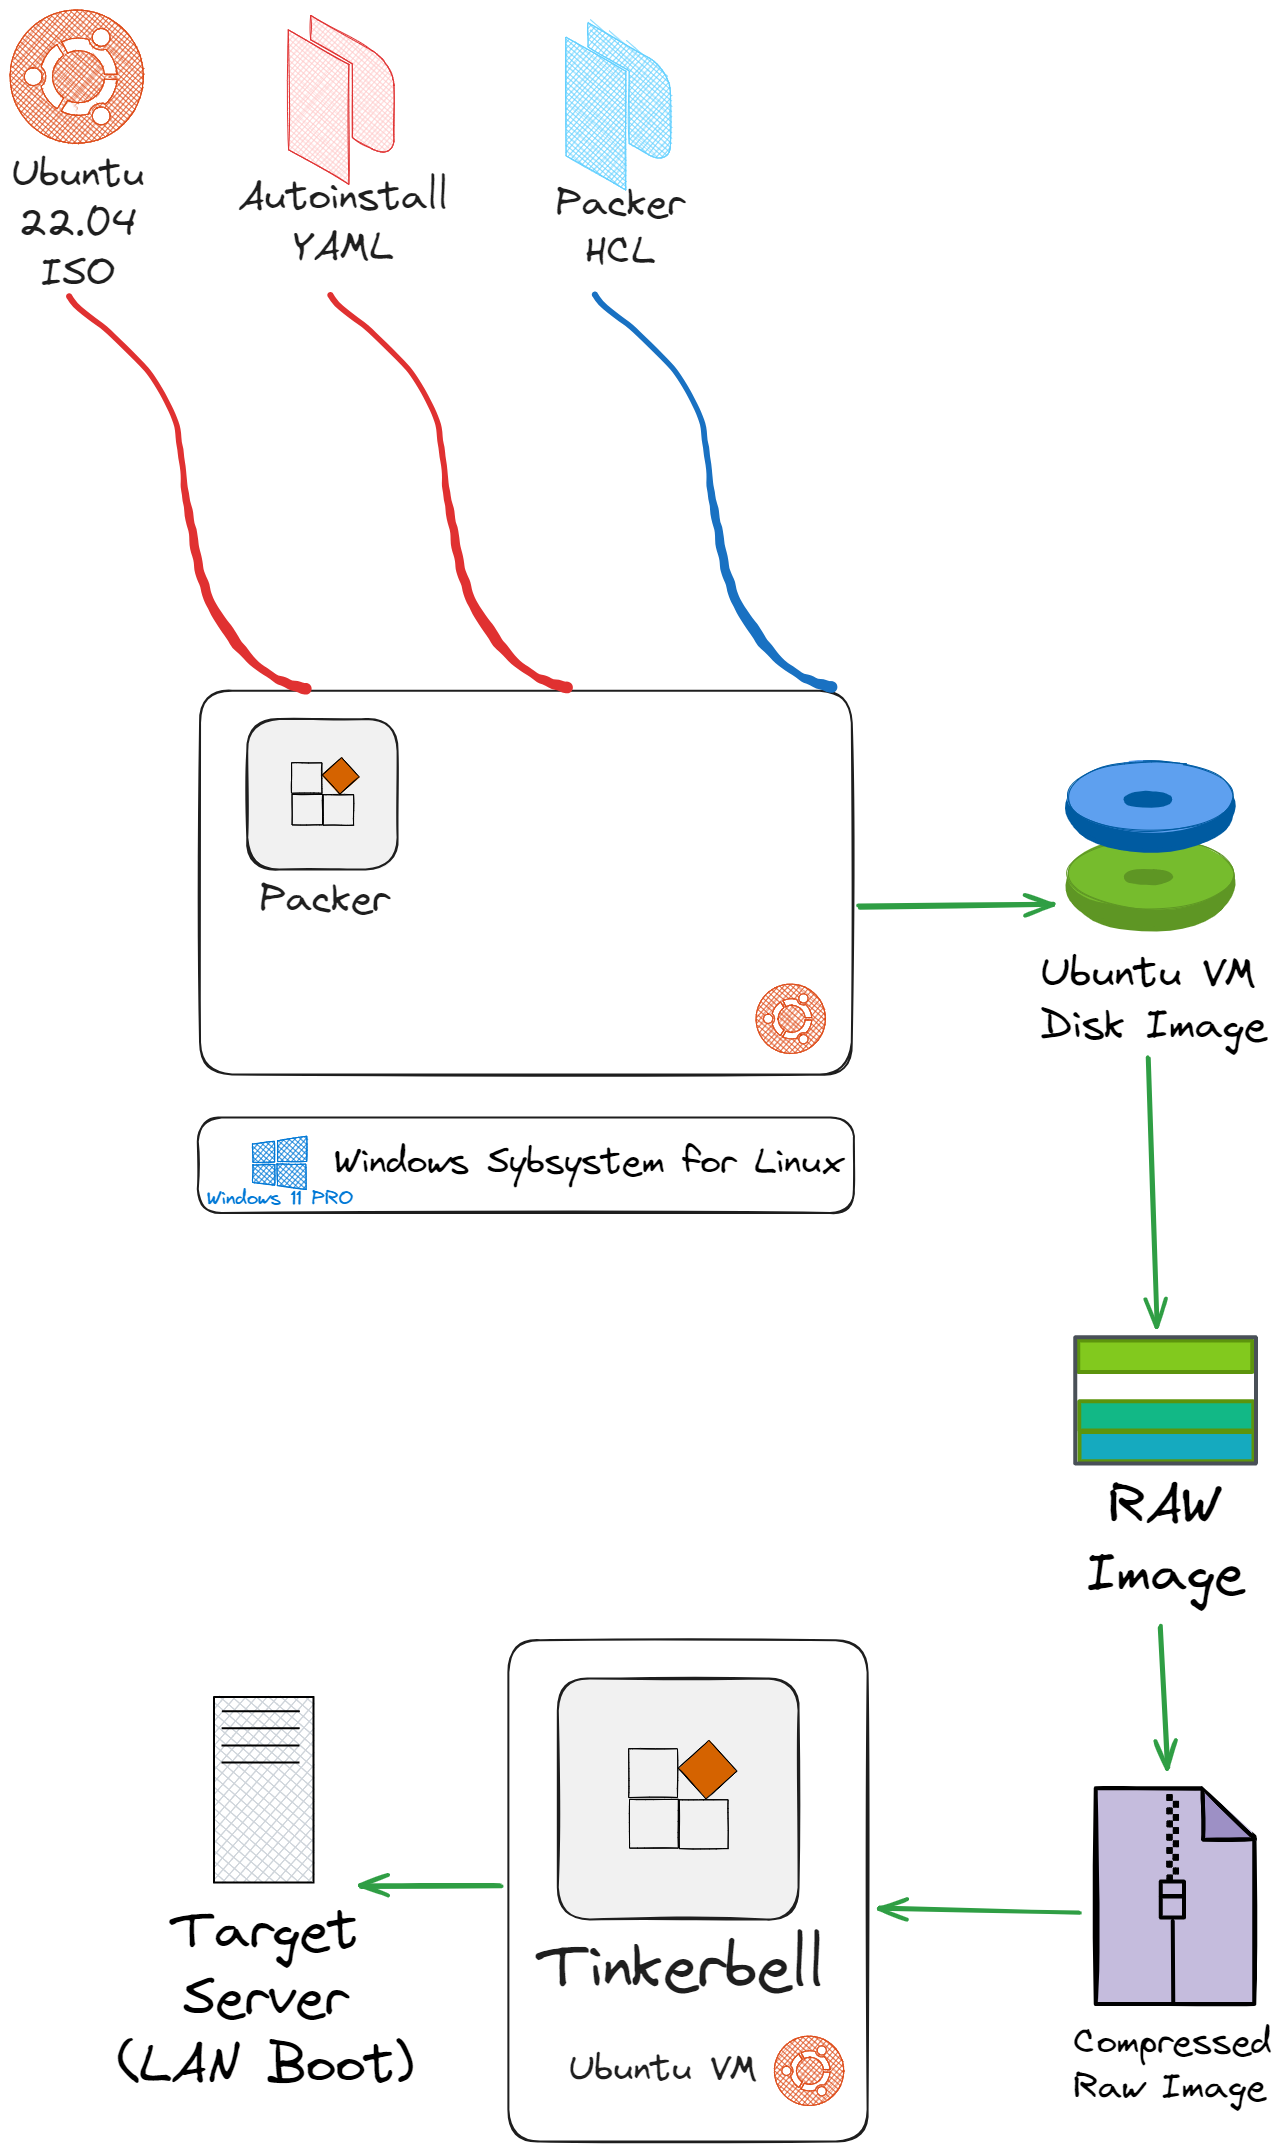 Ubuntu
22.04
ISO
Autoinstall
YAML
Packer
HCL
Packer
Ubuntu VM
Disk Image
Windows Sybsystem for Linux
Windows 11 PRO
RAW
Image
Tinkerbell
Ubuntu VM
Target
Server
(LAN Boot)
Compressed
Raw Image